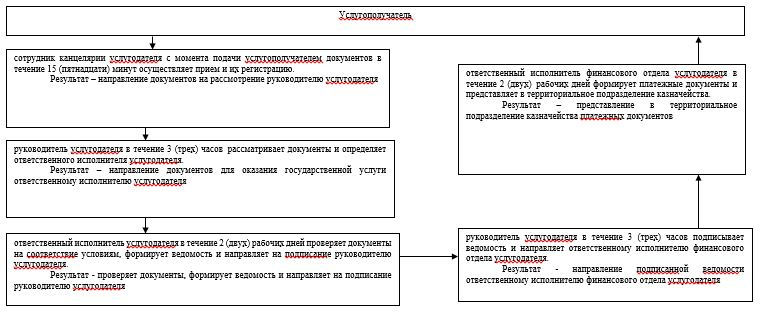 Услугополучатель
сотрудник канцелярии услугодателя с момента подачи услугополучателем документов в
течение 15 (пятнадцати) минут осуществляет прием и их регистрацию.
Результат – направление документов на рассмотрение руководителю услугодателя
руководитель услугодателя в течение 3 (трех) часов рассматривает документы и определяет
ответственного исполнителя услугодателя.
Результат – направление документов для оказания государственной услуги
ответственному исполнителю услугодателя
ответственный исполнитель услугодателя в течение 2 (двух) рабочих дней проверяет документы
на соответствие условиям, формирует ведомость и направляет на подписание руководителю
услугодателя.
Результат - проверяет документы, формирует ведомость и направляет на подписание
руководителю услугодателя
руководитель услугодателя в течение 3 (трех) часов подписывает
ведомость и направляет ответственному исполнителю финансового
отдела услугодателя.
Результат - направление подписанной ведомости
ответственному исполнителю финансового отдела услугодателя
ответственный исполнитель финансового отдела услугодателя в
течение 2 (двух) рабочих дней формирует платежные документы и
представляет в территориальное подразделение казначейства.
Результат – представление в территориальное
подразделение казначейства платежных документов